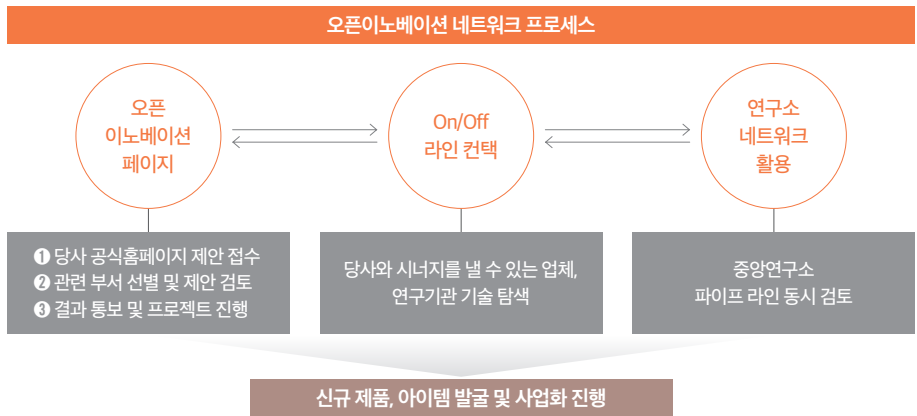 오픈이노베이션 네트워크 프로세스
오픈
이노베이션
페이지
On/Off
라인 컨택
연구소
네트워크
활용
❶ 당사 공식홈페이지 제안 접수
❷ 관련 부서 선별 및 제안 검토
❸ 결과 통보 및 프로젝트 진행
당사와 시너지를 낼 수 있는 업체,
연구기관 기술 탐색
중앙연구소
파이프 라인 동시 검토
신규 제품, 아이템 발굴 및 사업화 진행